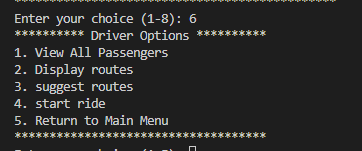 **********************************************
Enter your choice (1-8): 6
********** Driver Options **********
1. View All Passengers
2. Display routes
3. suggest routes
4. start ride
5. Return to Main Menu
************************************